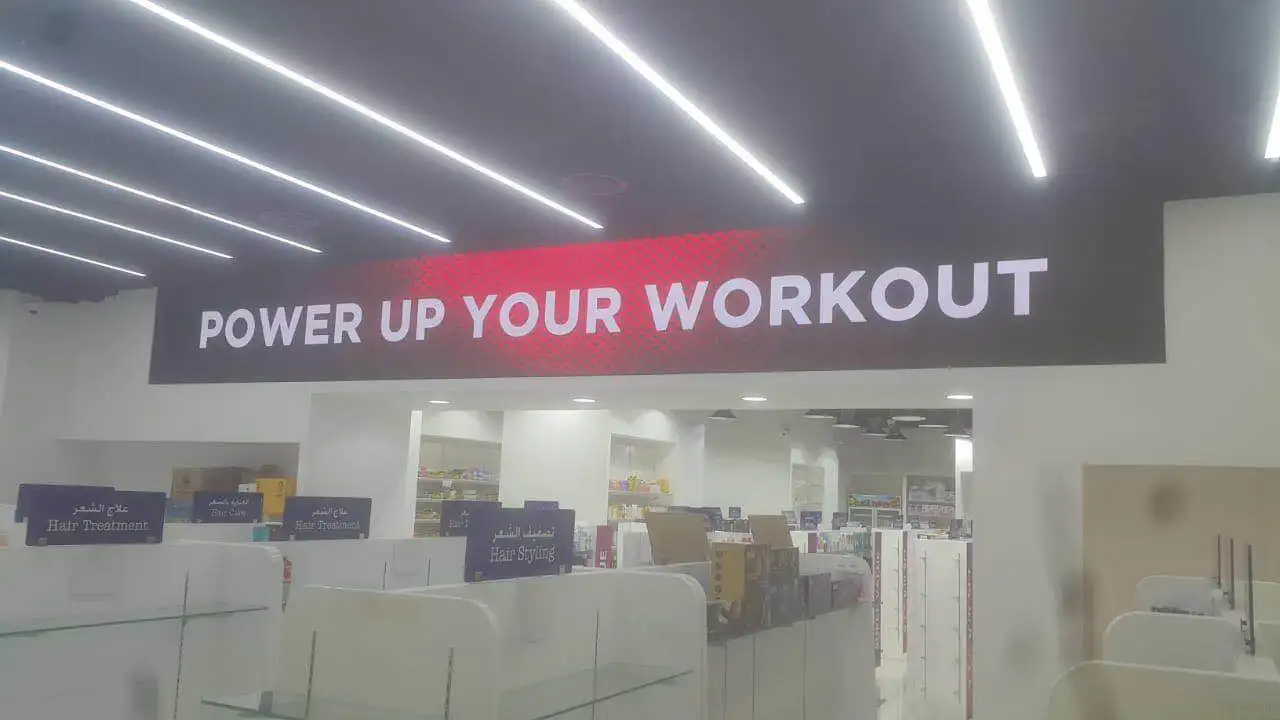 POWER UP YOUR WORKOUT
علاج الشعر
Hair Treatment
العناية بالشعر
Hair Care
علاج الشعر
Hair Treatment
تصفيف الشعر
Hair Styling